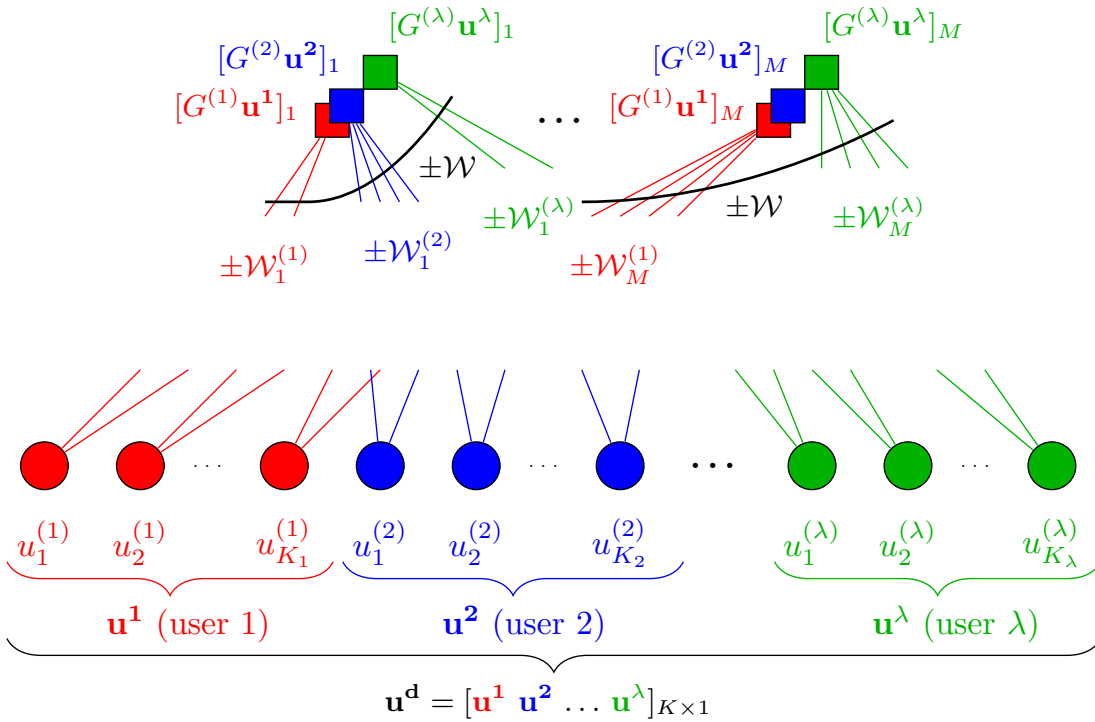 [G^{(λ)}u^λ]_1 [G^{(λ)}u^λ]_M
[G^{(2)}u^2]_1 [G^{(2)}u^2]_M
[G^{(1)}u^1]_1 ... [G^{(1)}u^1]_M
±𝒲 ±𝒲
±𝒲_1^{(λ)} ±𝒲_M^{(λ)}
±𝒲_1^{(1)} ±𝒲_1^{(2)} ±𝒲_M^{(1)}
... ... ... ...
u_1^{(1)} u_2^{(1)} u_{K_1}^{(1)} u_1^{(2)} u_2^{(2)} u_{K_2}^{(2)} u_1^{(λ)} u_2^{(λ)} u_{K_λ}^{(λ)}
u^1 (user 1) u^2 (user 2) u^λ (user λ)
u^d = [u^1 u^2 ... u^λ]_{K×1}